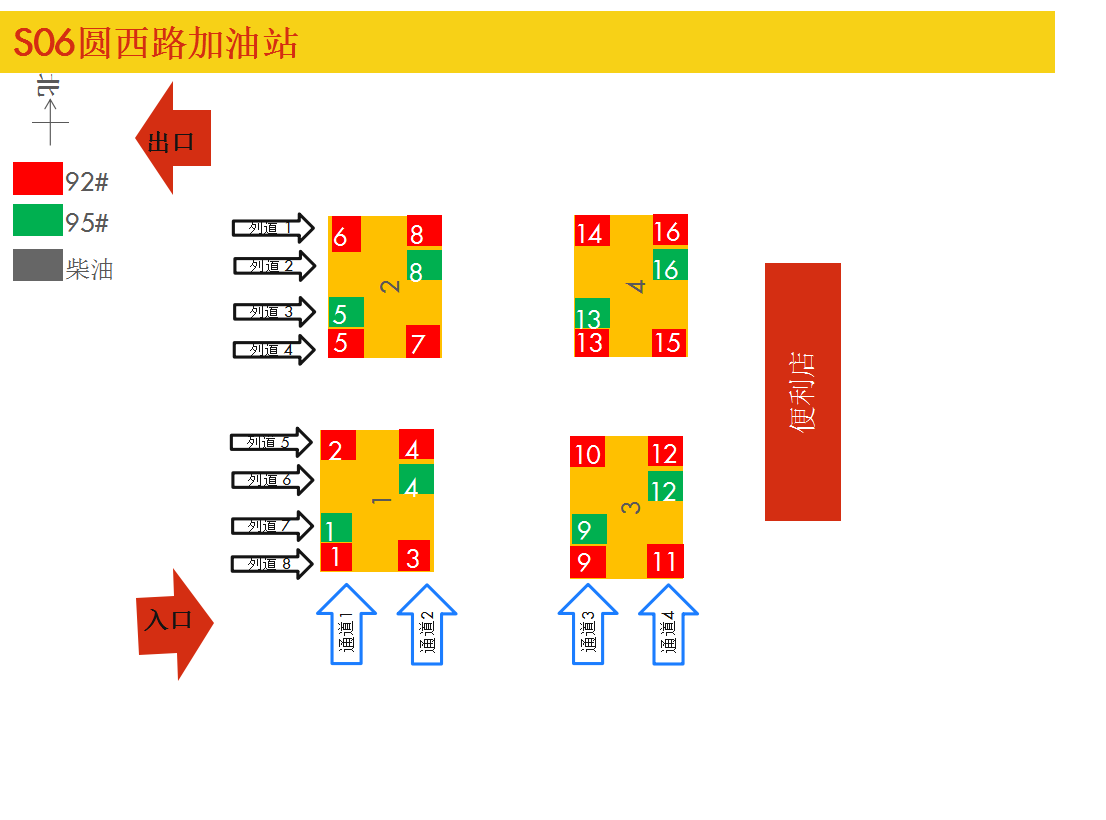 S06圆西路加油站
北
出口
92#
95#
柴油
列道 1
列道 2
列道 3
列道 4
6
8
8
2
5
5
7
14
16
16
4
13
13
15
便利店
列道 5
列道 6
列道 7
列道 8
2
4
4
1
1
1
3
10
12
12
3
9
9
11
入口
通道1
通道2
通道3
通道4